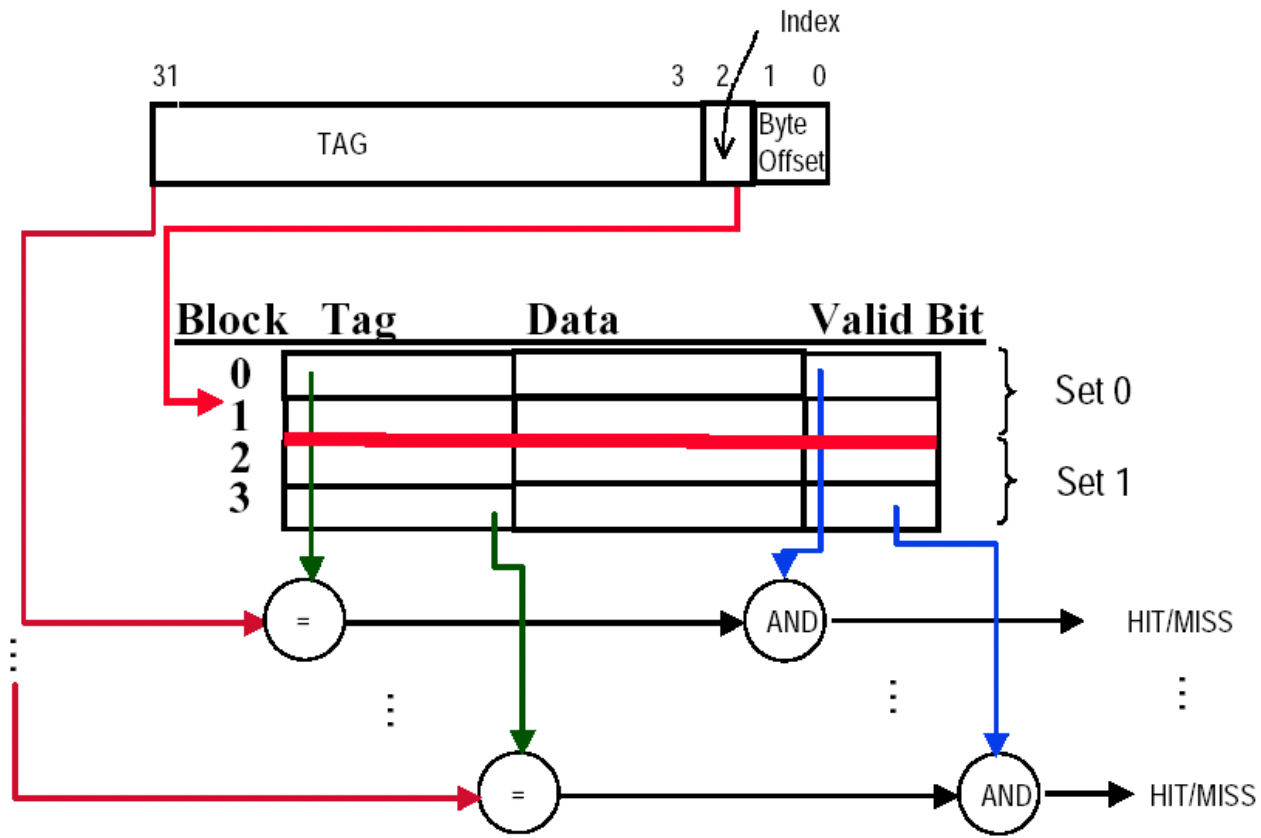 Index
31 3 2 1 0
TAG
Byte
Offset
Block Tag Data Valid Bit
0
1
2
3
Set 0
Set 1
= AND HIT/MISS
= AND HIT/MISS